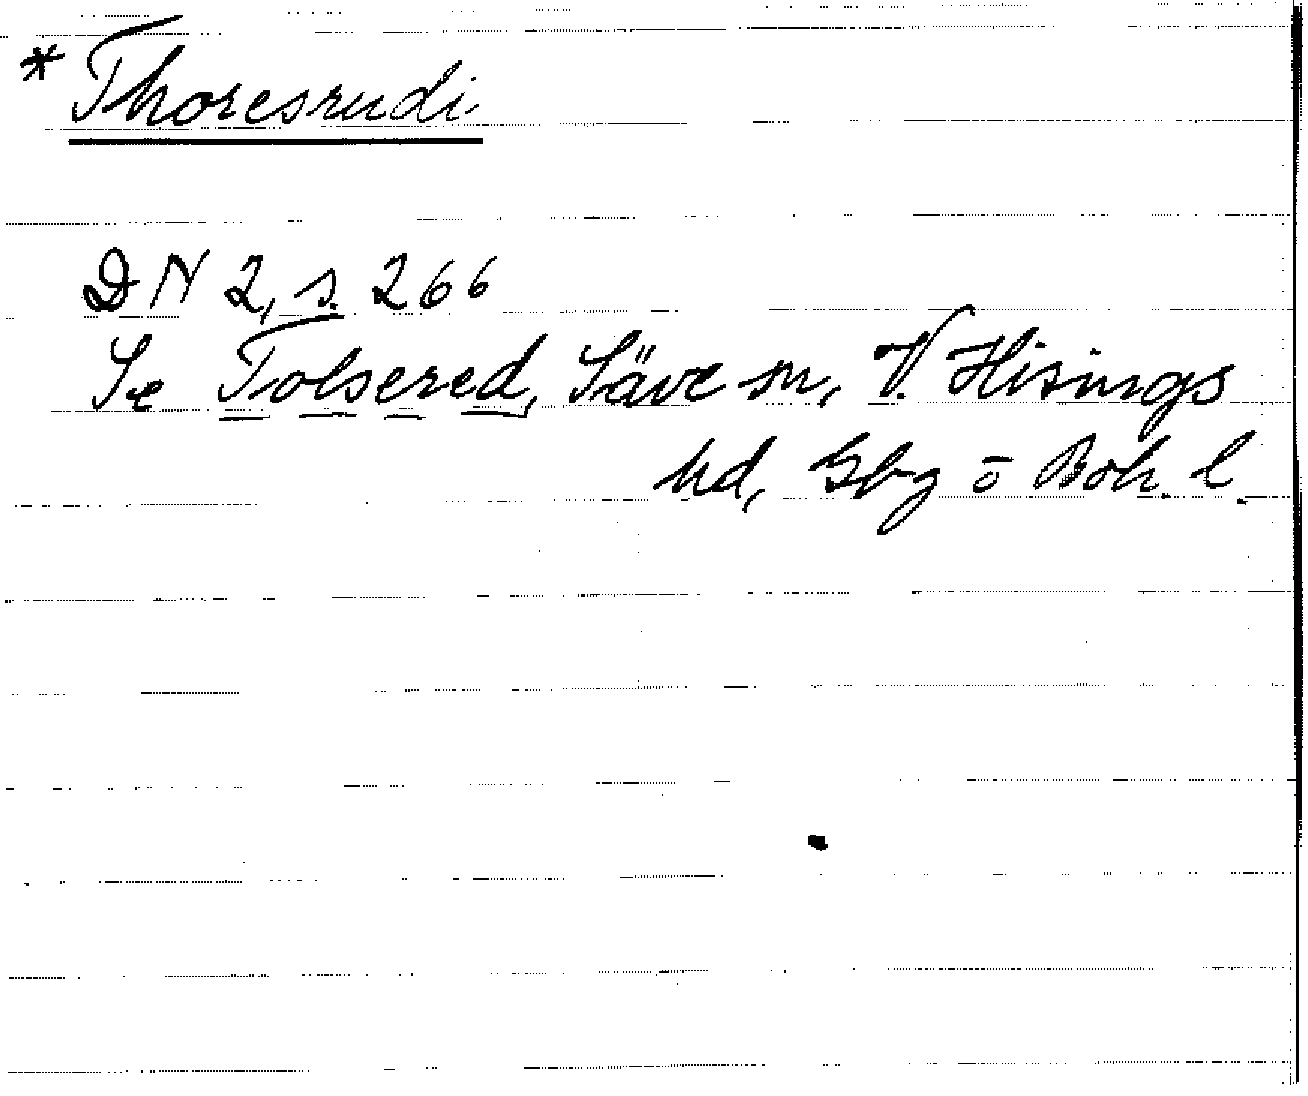 * Thoresrudi
DN 2, s. 266
Se Tolsered, Säve sn, V. Hisings
hd, Gbg o Boh. l.